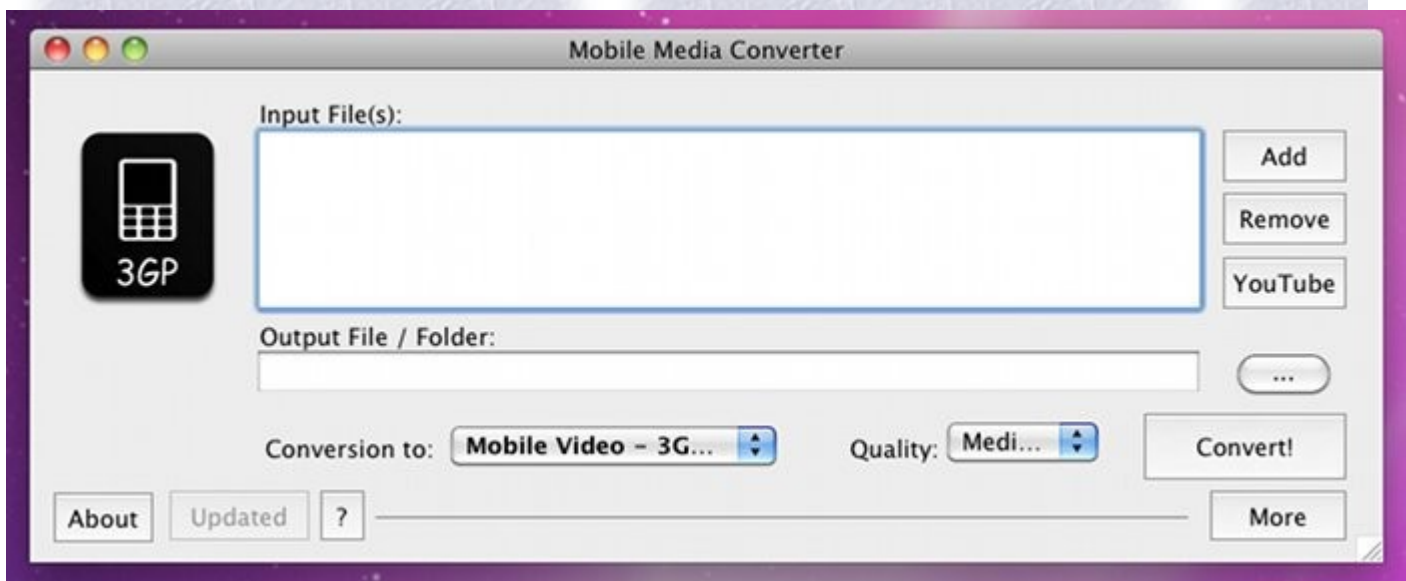 Mobile Media Converter
Input File(s):
3GP
Add
Remove
YouTube
Output File / Folder:
...
Conversion to: Mobile Video – 3G... Quality: Medi... Convert!
About Updated ? More